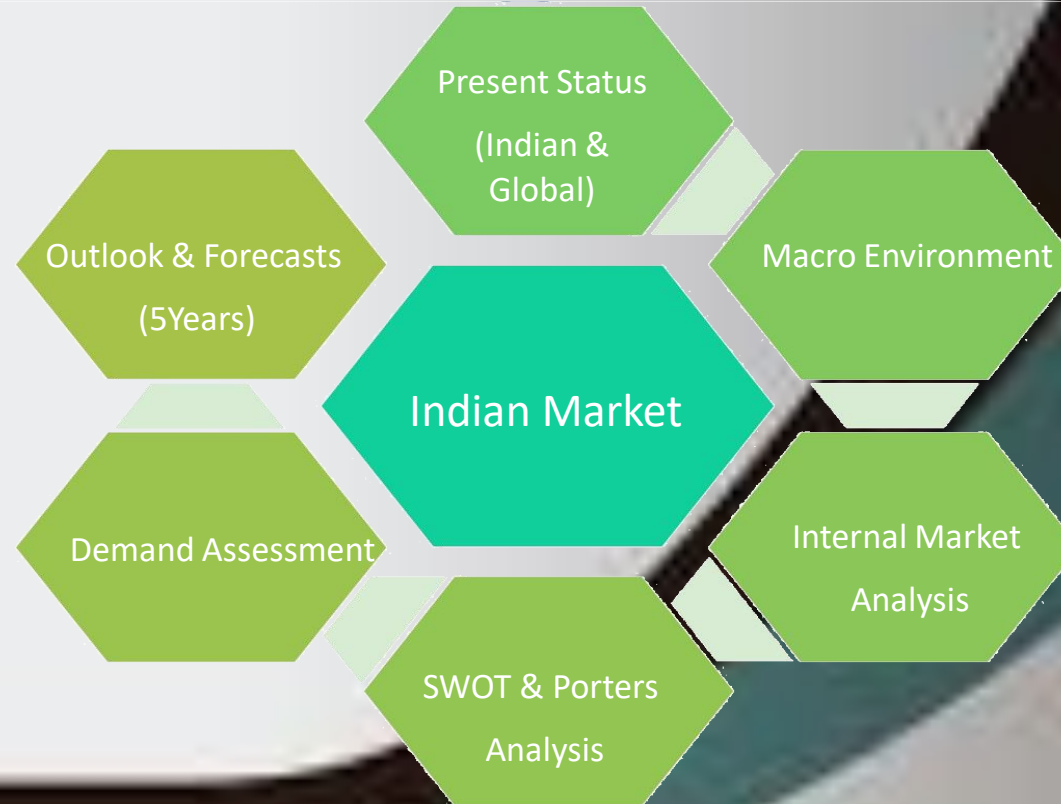 Present Status
(Indian &
Global)
Macro Environment
Internal Market
Analysis
SWOT & Porters
Analysis
Demand Assessment
Outlook & Forecasts
(5Years)
Indian Market